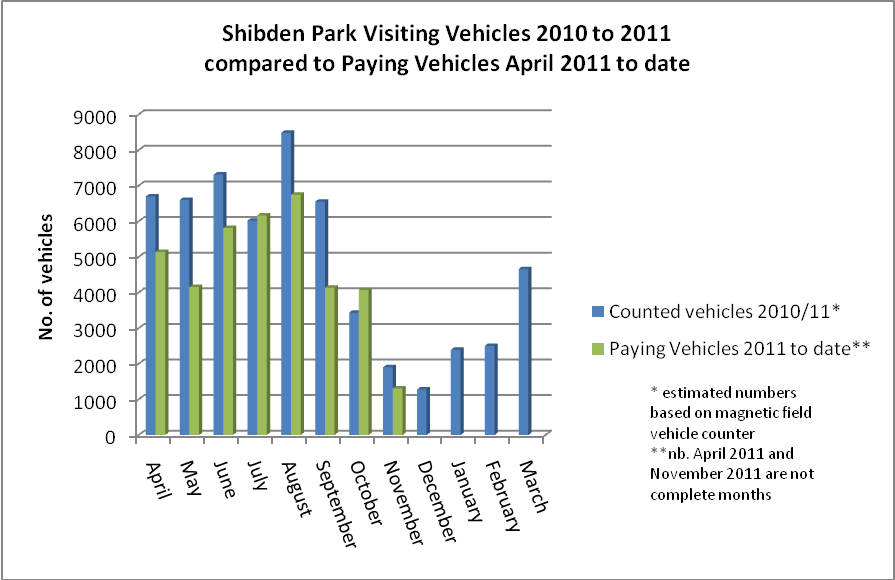 Shibden Park Visiting Vehicles 2010 to 2011
compared to Paying Vehicles April 2011 to date
9000
8000
7000
6000
5000
4000
3000
2000
1000
0
No. of vehicles
April
May
June
July
August
September
October
November
December
January
February
March
Counted vehicles 2010/11*
Paying Vehicles 2011 to date**
* estimated numbers
based on magnetic field
vehicle counter
**nb. April 2011 and
November 2011 are not
complete months